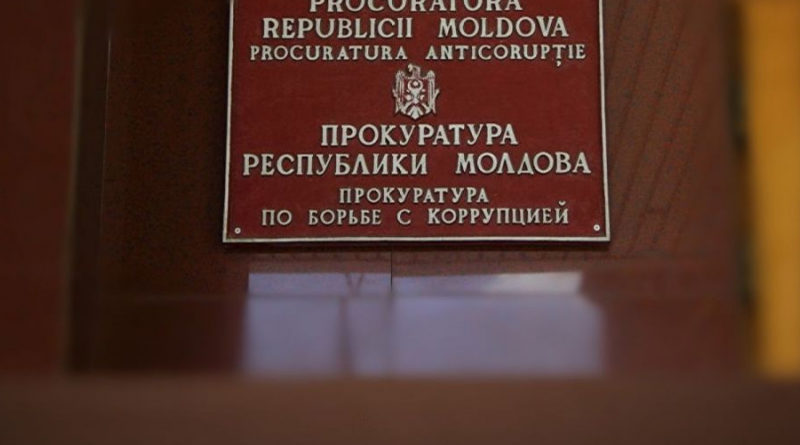 PROCURATURA
REPUBLICII MOLDOVA
PROCURATURA ANTICORUPȚIE
ПРОКУРАТУРА
РЕСПУБЛИКИ МОЛДОВА
ПРОКУРАТУРА
ПО БОРЬБЕ С КОРРУПЦИЕЙ